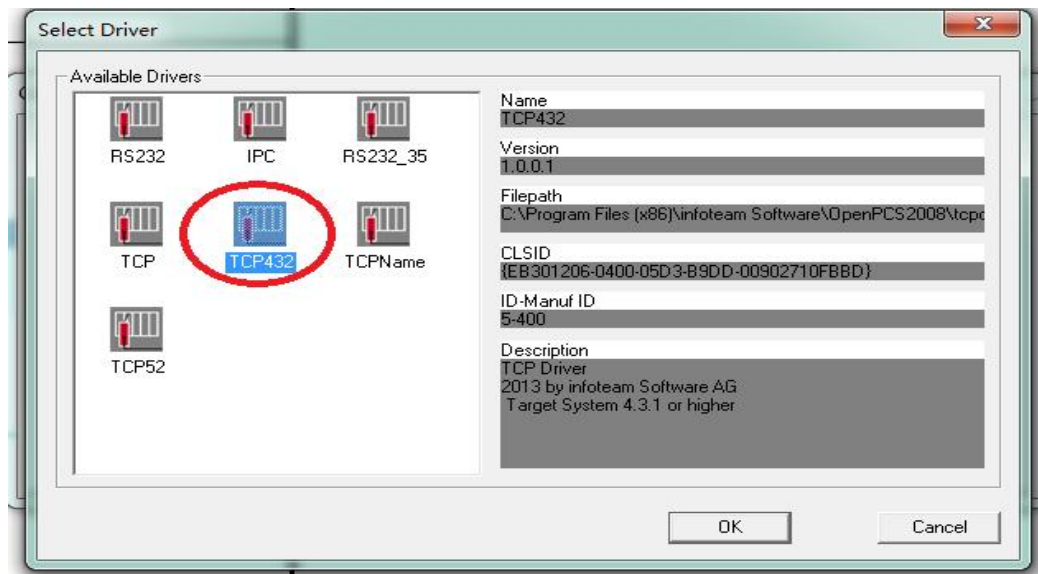 Select Driver
Available Drivers
RS232
IPC
RS232_35
TCP
TCP432
TCPName
TCP52
Name
TCP432
Version
1.0.0.1
Filepath
C:\Program Files (x86)\infoteam Software\OpenPCS2008\tcpd
CLSID
{EB301206-0400-05D3-B9DD-00902710FBBD}
ID-Manuf ID
5-400
Description
TCP Driver
2013 by infoteam Software AG
Target System 4.3.1 or higher
OK
Cancel